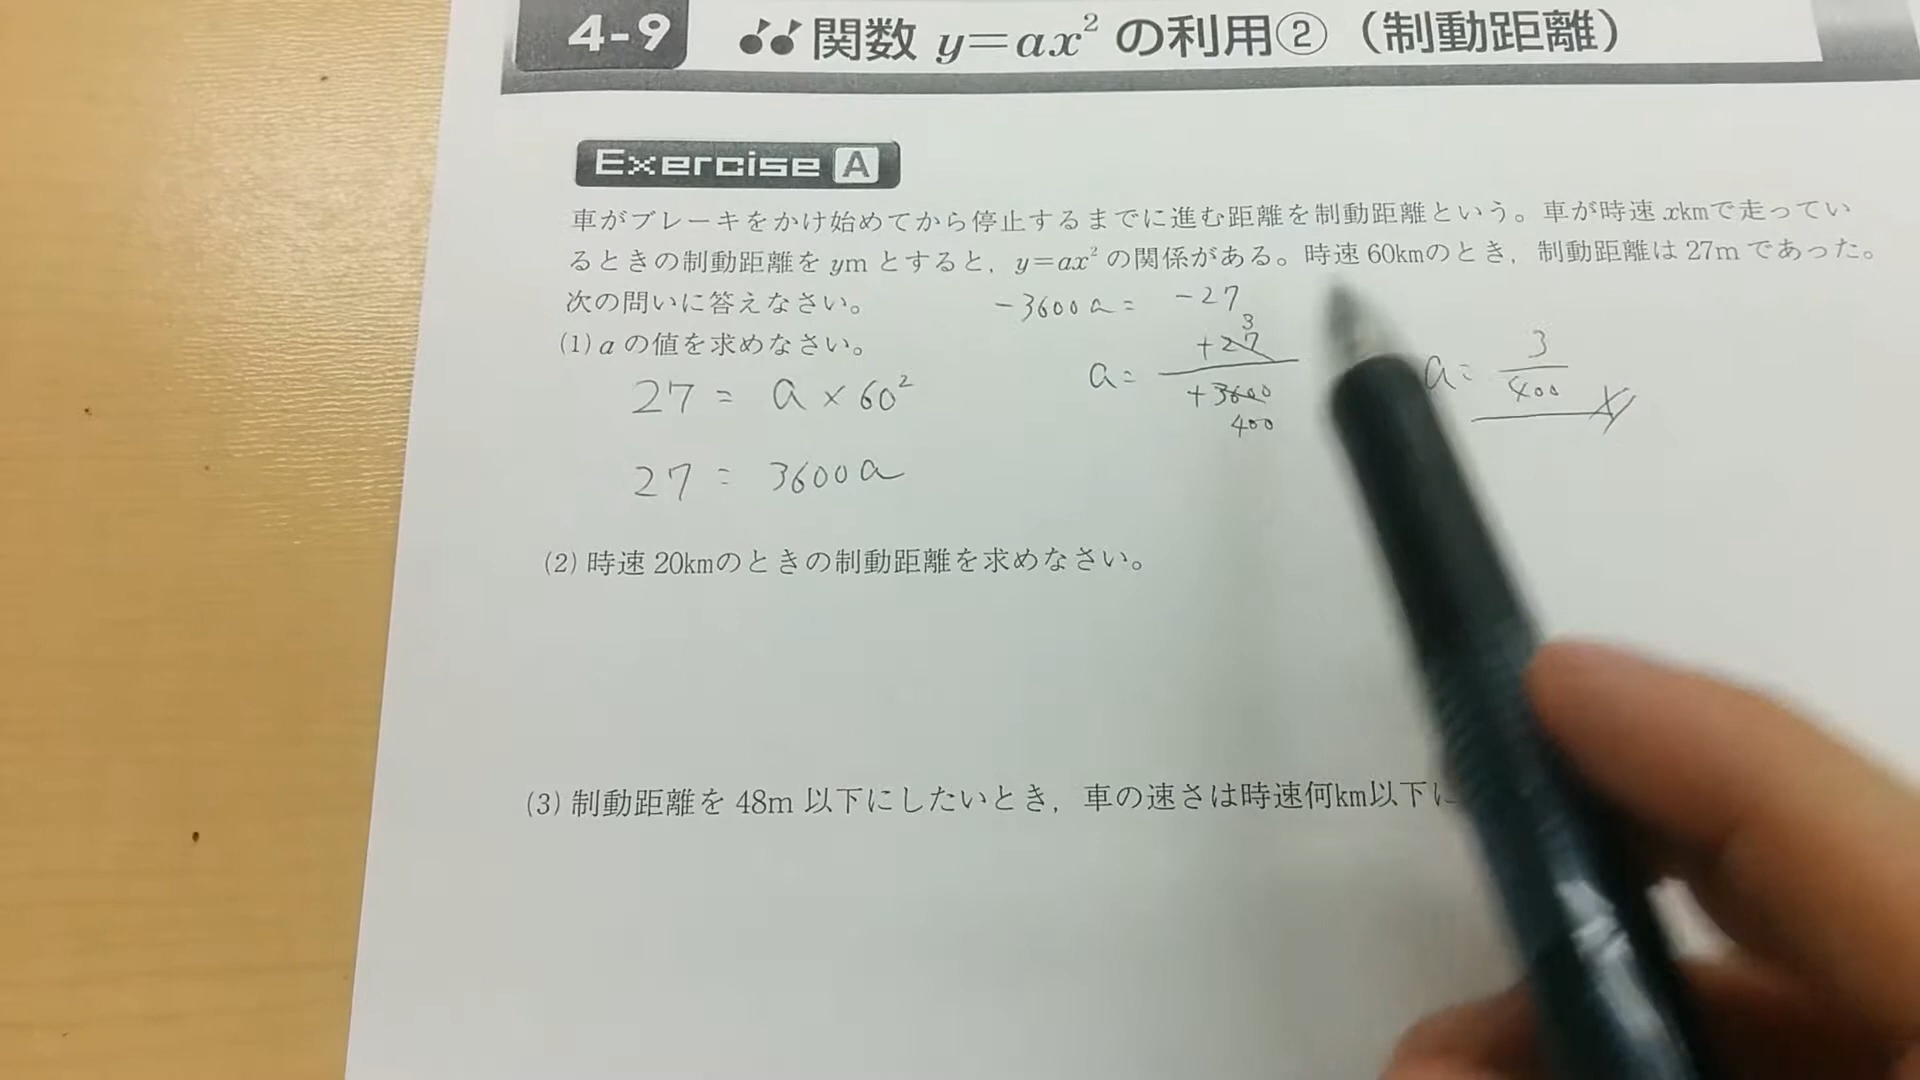 4-9 関数 y=ax² の利用② (制動距離)
Exercise A
車がブレーキをかけ始めてから停止するまでに進む距離を制動距離という。車が時速 xkmで走ってい
るときの制動距離を ym とすると, y=ax² の関係がある。時速 60kmのとき, 制動距離は 27m であった。
次の問いに答えなさい。
-3600a = -27
(1) a の値を求めなさい。
27 = a × 60²
a = +27 3 / +3600 400
a = 3/400
27 = 3600a
(2) 時速 20kmのときの制動距離を求めなさい。
(3) 制動距離を 48m 以下にしたいとき, 車の速さは時速何km以下に